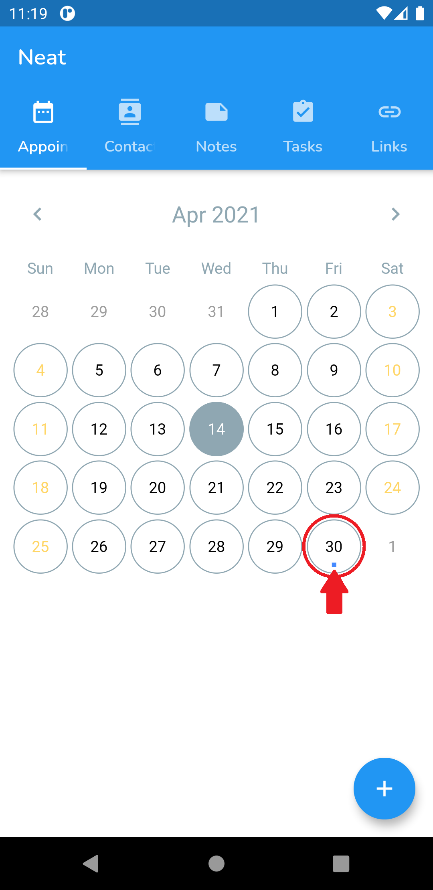 11:19
Neat
Appoin Contac Notes Tasks Links
Apr 2021
Sun Mon Tue Wed Thu Fri Sat
28 29 30 31 1 2 3
4 5 6 7 8 9 10
11 12 13 14 15 16 17
18 19 20 21 22 23 24
25 26 27 28 29 30 1
+